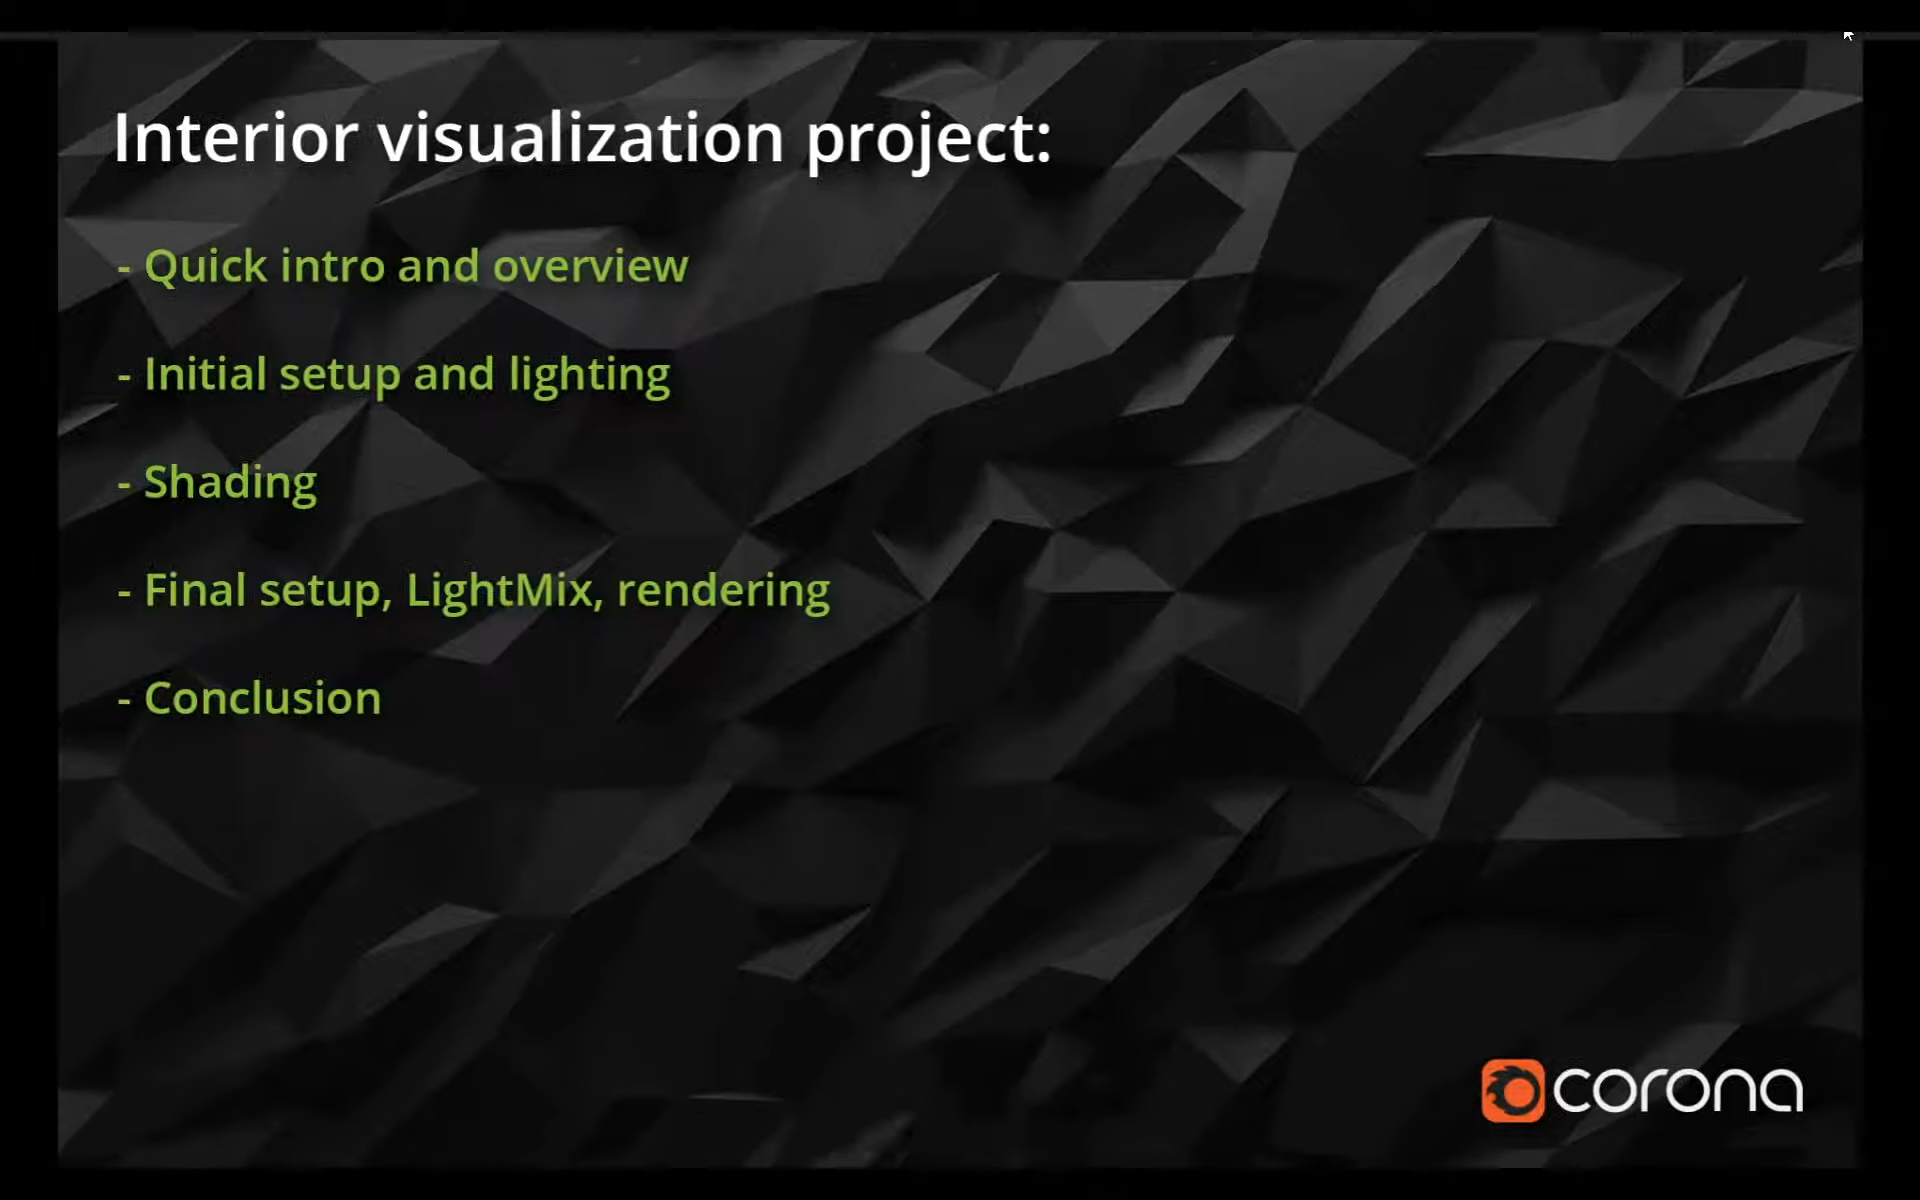 Interior visualization project:
- Quick intro and overview
- Initial setup and lighting
- Shading
- Final setup, LightMix, rendering
- Conclusion
corona